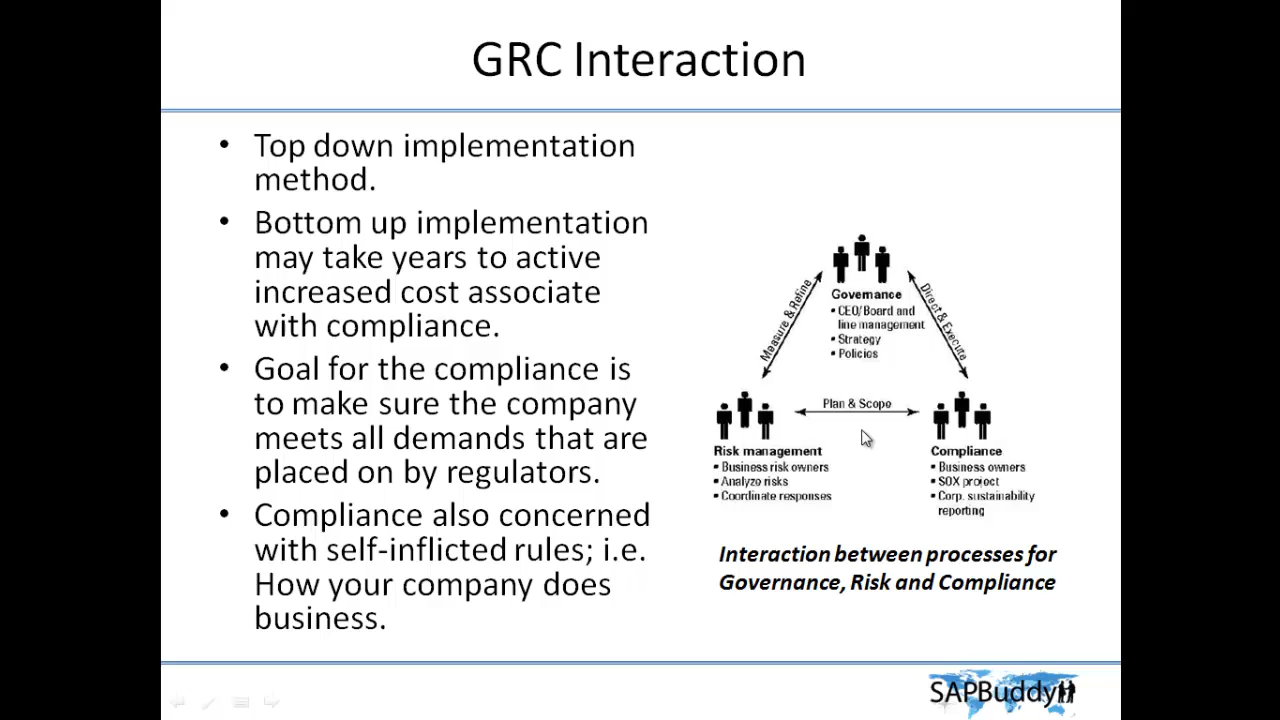 GRC Interaction
• Top down implementation
method.
• Bottom up implementation
may take years to active
increased cost associate
with compliance.
• Goal for the compliance is
to make sure the company
meets all demands that are
placed on by regulators.
• Compliance also concerned
with self-inflicted rules; i.e.
How your company does
business.
Governance
• CEO/Board and
line management
• Strategy
• Policies
Measure & Refine
Direct & Execute
Plan & Scope
Risk management
• Business risk owners
• Analyze risks
• Coordinate responses
Compliance
• Business owners
• SOX project
• Corp. sustainability
reporting
Interaction between processes for
Governance, Risk and Compliance
SAPBuddy